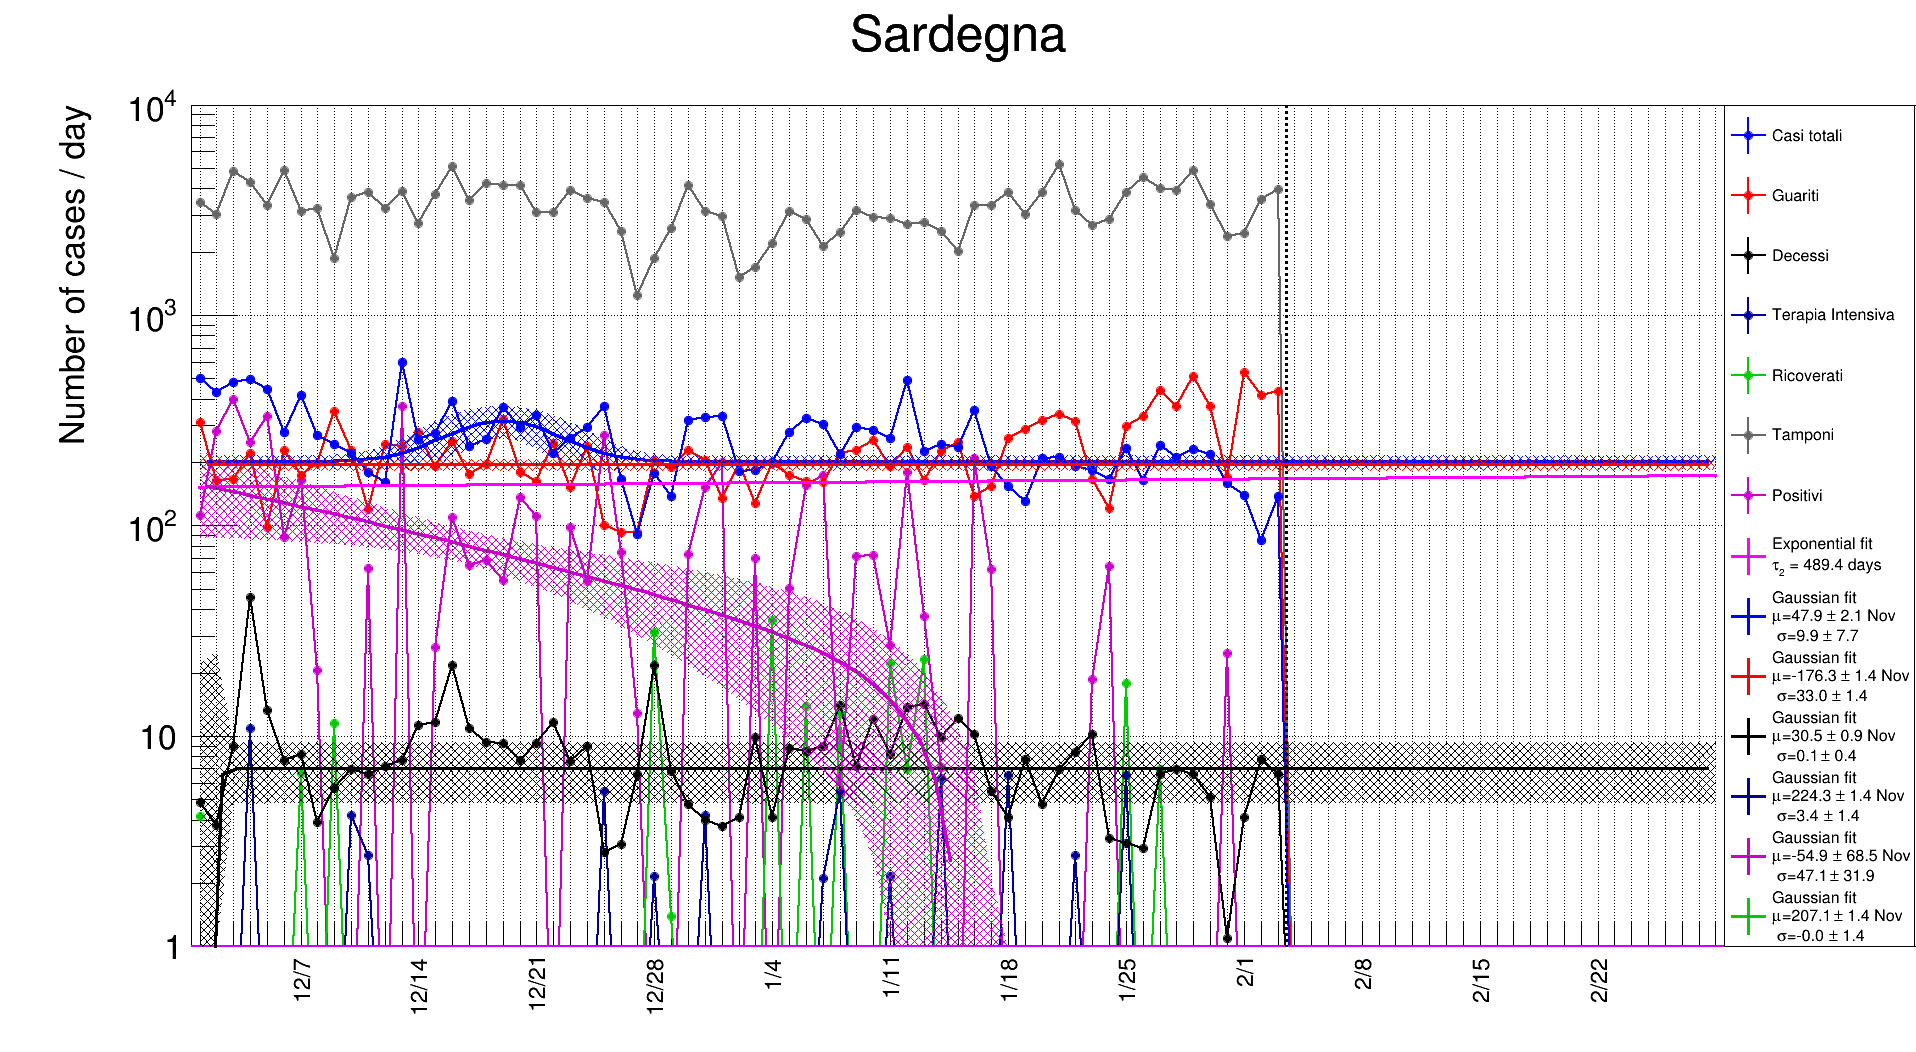 Sardegna
Number of cases / day
10^4
10^3
10^2
10
1
12/7
12/14
12/21
12/28
1/4
1/11
1/18
1/25
2/1
2/8
2/15
2/22
Casi totali
Guariti
Decessi
Terapia Intensiva
Ricoverati
Tamponi
Positivi
Exponential fit
τ₂ = 489.4 days
Gaussian fit
μ=47.9 ± 2.1 Nov
σ=9.9 ± 7.7
Gaussian fit
μ=-176.3 ± 1.4 Nov
σ=33.0 ± 1.4
Gaussian fit
μ=30.5 ± 0.9 Nov
σ=0.1 ± 0.4
Gaussian fit
μ=224.3 ± 1.4 Nov
σ=3.4 ± 1.4
Gaussian fit
μ=-54.9 ± 68.5 Nov
σ=47.1 ± 31.9
Gaussian fit
μ=207.1 ± 1.4 Nov
σ=-0.0 ± 1.4